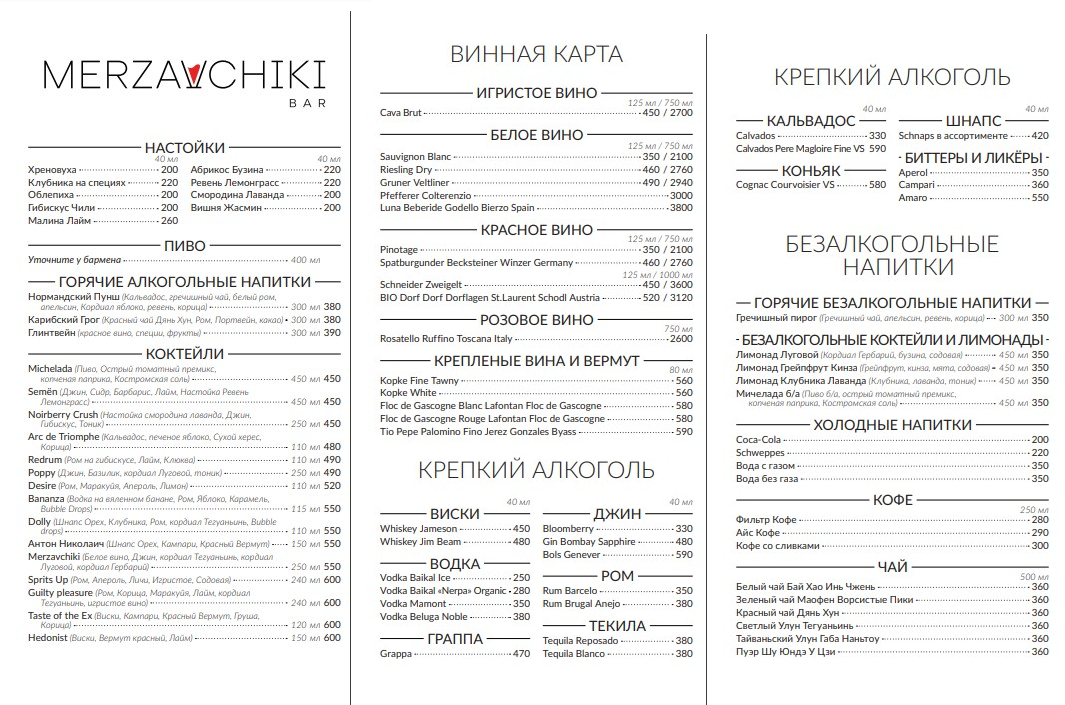 MERZAVCHIKI
BAR
НАСТОЙКИ
40 мл
Хреновуха 200
Клубника на специях 220
Облепиха 200
Гибискус Чили 200
Малина Лайм 260
40 мл
Абрикос Бузина 220
Ревень Лемонграсс 220
Смородина Лаванда 200
Вишня Жасмин 200
ПИВО
Уточните у бармена 400 мл
ГОРЯЧИЕ АЛКОГОЛЬНЫЕ НАПИТКИ
Нормандский Пунш (Кальвадос, гречишный чай, белый ром,
апельсин, Кордиал яблоко, ревень, корица) 300 мл 380
Карибский Грог (Красный чай Дянь Хун, Ром, Портвейн, какао) 300 мл 380
Глинтвейн (красное вино, специи, фрукты) 300 мл 390
КОКТЕЙЛИ
Michelada (Пиво, Острый томатный премикс,
копченая паприка, Костромская соль) 450 мл 450
Semën (Джин, Сидр, Барбарис, Лайм, Настойка Ревень
Лемонграсс) 450 мл 450
Noirberry Crush (Настойка смородина лаванда, Джин,
Гибискус, Тоник) 250 мл 450
Arc de Triomphe (Кальвадос, печеное яблоко, Сухой херес,
Корица) 110 мл 480
Redrum (Ром на гибискусе, Лайм, Клюква) 110 мл 490
Poppy (Джин, Базилик, кордиал Луговой, тоник) 250 мл 490
Desire (Ром, Маракуйя, Апероль, Лимон) 110 мл 520
Bananza (Водка на вяленном банане, Ром, Яблоко, Карамель,
Bubble Drops) 115 мл 550
Dolly (Шнапс Орех, Клубника, Ром, кордиал Тегуаньинь, Bubble
drops) 110 мл 550
Антон Николаич (Шнапс Орех, Кампари, Красный Вермут) 150 мл 550
Merzavchiki (Белое вино, Джин, кордиал Тегуаньинь, кордиал
Луговой, кордиал Гербарий) 250 мл 550
Sprits Up (Ром, Апероль, Личи, Игристое, Содовая) 240 мл 600
Guilty pleasure (Ром, Корица, Маракуйя, Лайм, кордиал
Тегуаньинь, игристое вино) 240 мл 600
Taste of the Ex (Виски, Кампари, Красный Вермут, Груша,
Корица) 120 мл 600
Hedonist (Виски, Вермут красный, Лайм) 150 мл 600
ВИННАЯ КАРТА
ИГРИСТОЕ ВИНО
125 мл / 750 мл
Cava Brut 450 / 2700
БЕЛОЕ ВИНО
125 мл / 750 мл
Sauvignon Blanc 350 / 2100
Riesling Dry 460 / 2760
Gruner Veltliner 490 / 2940
Pfefferer Colterenzio 3000
Luna Beberide Godello Bierzo Spain 3800
КРАСНОЕ ВИНО
125 мл / 750 мл
Pinotage 350 / 2100
Spatburgunder Becksteiner Winzer Germany 460 / 2760
125 мл / 1000 мл
Schneider Zweigelt 450 / 3600
BIO Dorf Dorf Dorflagen St.Laurent Schodl Austria 520 / 3120
РОЗОВОЕ ВИНО
750 мл
Rosatello Ruffino Toscana Italy 2600
КРЕПЛЕНЫЕ ВИНА И ВЕРМУТ
80 мл
Kopke Fine Tawny 560
Kopke White 560
Floc de Gascogne Blanc Lafontan Floc de Gascogne 580
Floc de Gascogne Rouge Lafontan Floc de Gascogne 580
Tio Pepe Palomino Fino Jerez Gonzales Byass 590
КРЕПКИЙ АЛКОГОЛЬ
40 мл
ВИСКИ
Whiskey Jameson 450
Whiskey Jim Beam 480
ВОДКА
Vodka Baikal Ice 250
Vodka Baikal «Nerpa» Organic 280
Vodka Mamont 350
Vodka Beluga Noble 380
ГРАППА
Grappa 470
40 мл
ДЖИН
Bloomberry 330
Gin Bombay Sapphire 480
Bols Genever 590
РОМ
Rum Barcelo 350
Rum Brugal Anejo 380
ТЕКИЛА
Tequila Reposado 380
Tequila Blanco 380
КРЕПКИЙ АЛКОГОЛЬ
40 мл
КАЛЬВАДОС
Calvados 330
Calvados Pere Magloire Fine VS 590
КОНЬЯК
Cognac Courvoisier VS 580
40 мл
ШНАПС
Schnaps в ассортименте 420
БИТТЕРЫ И ЛИКЁРЫ
Aperol 350
Campari 360
Amaro 550
БЕЗАЛКОГОЛЬНЫЕ
НАПИТКИ
ГОРЯЧИЕ БЕЗАЛКОГОЛЬНЫЕ НАПИТКИ
Гречишный пирог (Гречишный чай, апельсин, ревень, корица) 300 мл 350
БЕЗАЛКОГОЛЬНЫЕ КОКТЕЙЛИ И ЛИМОНАДЫ
Лимонад Луговой (Кордиал Гербарий, бузина, содовая) 450 мл 350
Лимонад Грейпфрут Кинза (Грейпфрут, кинза, мята, содовая) 450 мл 350
Лимонад Клубника Лаванда (Клубника, лаванда, тоник) 450 мл 350
Мичелада б/а (Пиво б/а, острый томатный премикс,
копченая паприка, Костромская соль) 450 мл 350
ХОЛОДНЫЕ НАПИТКИ
Coca-Cola 200
Schweppes 220
Вода с газом 350
Вода без газа 350
КОФЕ
250 мл
Фильтр Кофе 280
Айс Кофе 290
Кофе со сливками 300
ЧАЙ
500 мл
Белый чай Бай Хао Инь Чжень 360
Зеленый чай Маофен Ворсистые Пики 360
Красный чай Дянь Хун 360
Светлый Улун Тегуаньинь 360
Тайваньский Улун Габа Наньтоу 360
Пуэр Шу Юндэ У Цзи 360